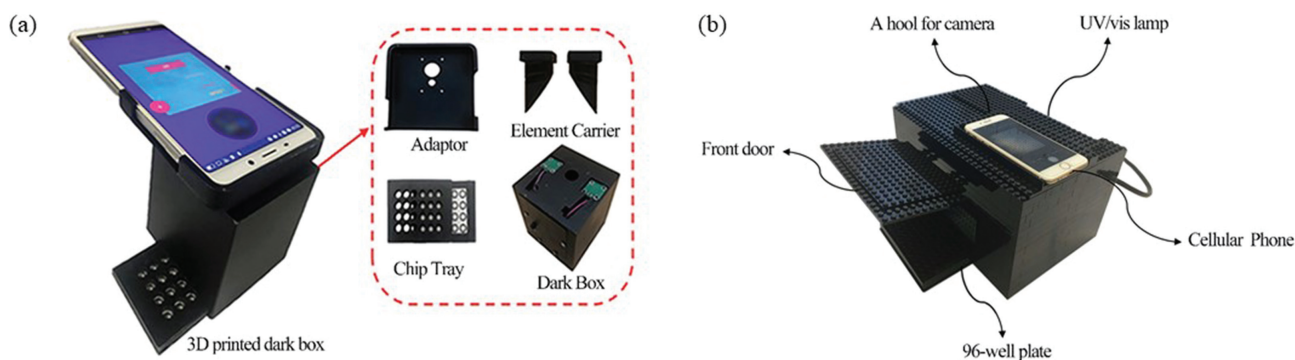 (a)
Adaptor
Element Carrier
Chip Tray
Dark Box
3D printed dark box
(b)
A hool for camera
UV/vis lamp
Front door
Cellular Phone
96-well plate